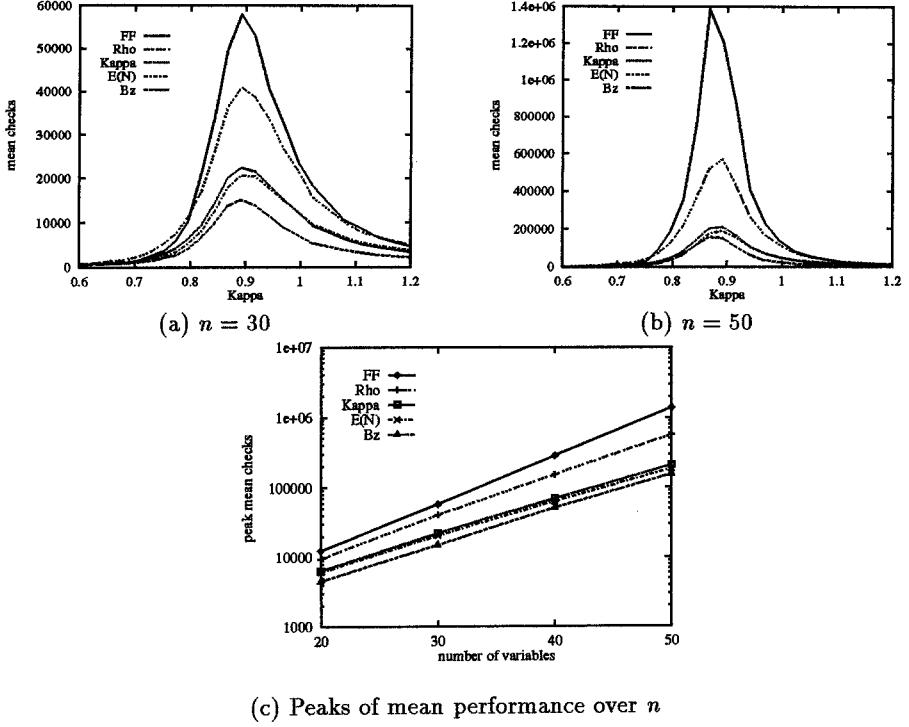 60000
50000
40000
30000
20000
10000
0
mean checks
FF
Rho
Kappa
E(N)
Bz
0.6 0.7 0.8 0.9 1 1.1 1.2
Kappa
(a) n = 30
1.4e+06
1.2e+06
1e+06
800000
600000
400000
200000
0
mean checks
FF
Rho
Kappa
E(N)
Bz
0.6 0.7 0.8 0.9 1 1.1 1.2
Kappa
(b) n = 50
1e+07
1e+06
100000
10000
1000
peak mean checks
FF
Rho
Kappa
E(N)
Bz
20 30 40 50
number of variables
(c) Peaks of mean performance over n